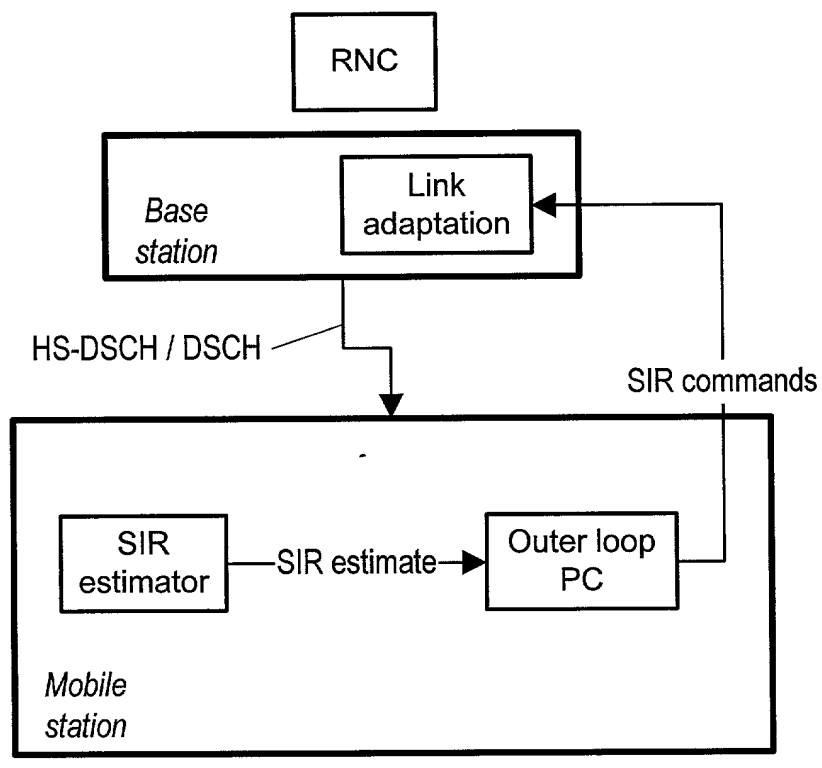 RNC
Link
adaptation
Base
station
HS-DSCH / DSCH
SIR commands
SIR
estimator
SIR estimate
Outer loop
PC
Mobile
station